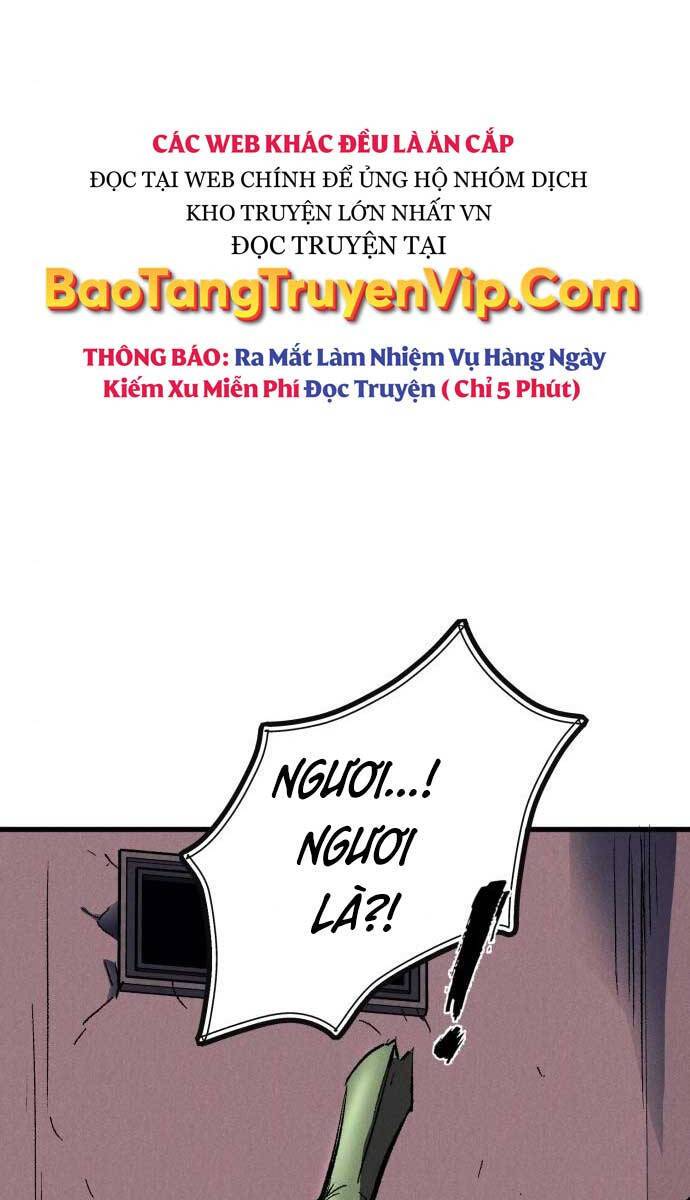 CÁC WEB KHÁC ĐỀU LÀ ĂN CẮP
ĐỌC TẠI WEB CHÍNH ĐỂ ỦNG HỘ NHÓM DỊCH
KHO TRUYỆN LỚN NHẤT VN
ĐỌC TRUYỆN TẠI
BaoTangTruyenVip.Com
THÔNG BÁO: Ra Mắt Làm Nhiệm Vụ Hàng Ngày
Kiếm Xu Miễn Phí Đọc Truyện ( Chỉ 5 Phút)
NGƯƠI...!
NGƯƠI
LÀ?!
!